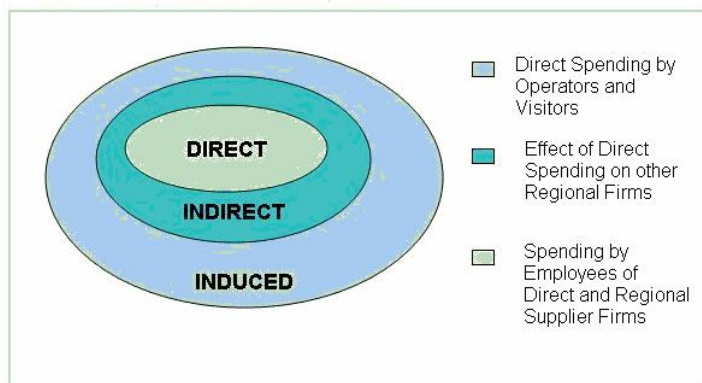 DIRECT
INDIRECT
INDUCED
Direct Spending by
Operators and
Visitors
Effect of Direct
Spending on other
Regional Firms
Spending by
Employees of
Direct and Regional
Supplier Firms